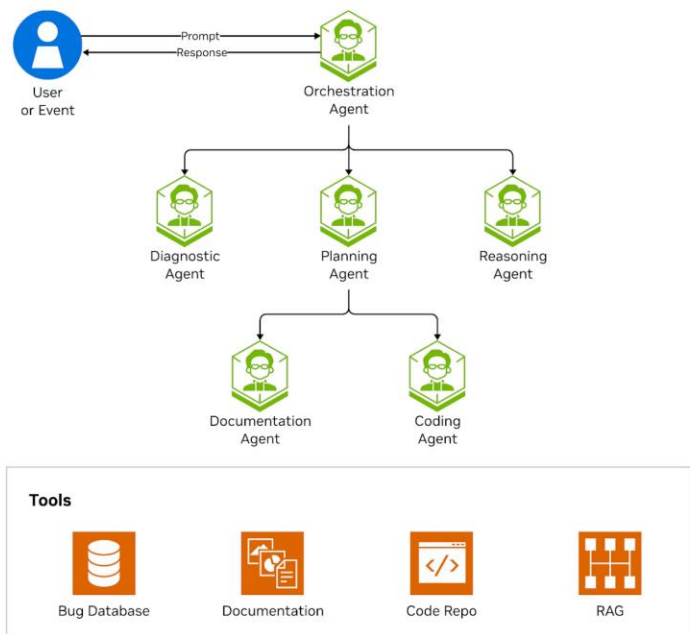 Prompt
Response
User
or Event
Orchestration
Agent
Diagnostic
Agent
Planning
Agent
Reasoning
Agent
Documentation
Agent
Coding
Agent
Tools
</>
Bug Database
Documentation
Code Repo
RAG